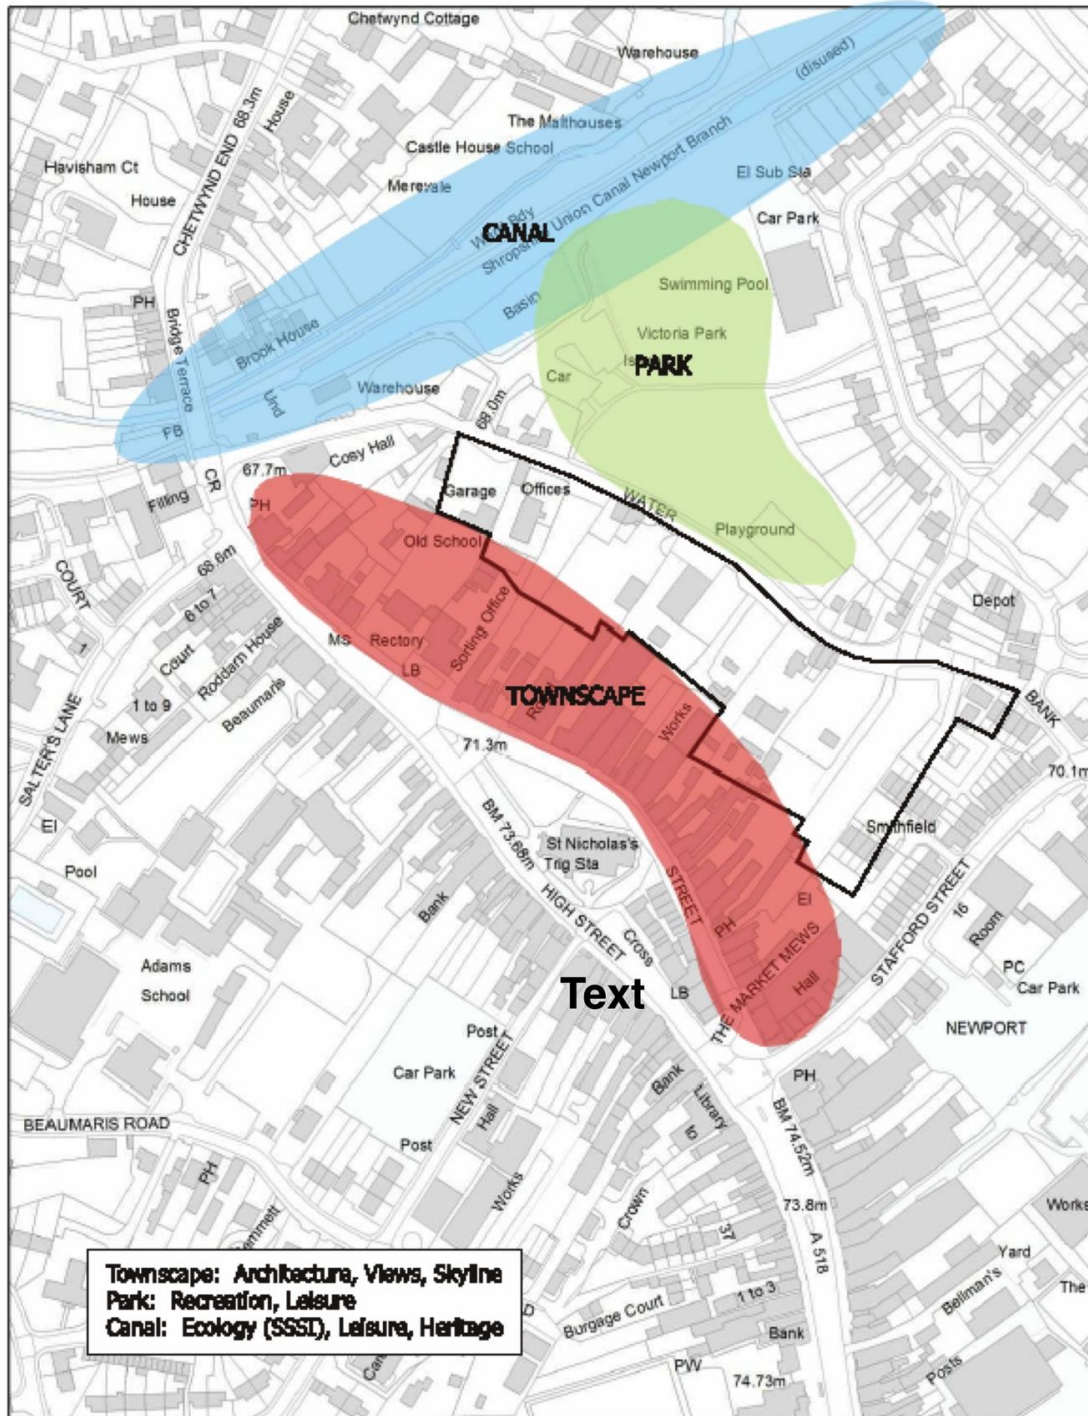 Chetwynd Cottage
Warehouse
(disused)
CHETWYND END 68.3m
House
The Malthouses
Castle House School
Havisham Ct
Merevale
El Sub Sta
House
Bdy
Shropshire Union Canal Newport Branch
CANAL
Car Park
Swimming Pool
PH
Basin
Bridge Terrace
Brook House
Victoria Park
PARK
Car
Warehouse
Und
68.0m
FB
Cosy Hall
CR
67.7m
Filling
PH
Garage
Offices
WATER
Playground
Old School
68.6m
COURT
6 to 7
Sorting Office
Depot
1
MS
Rectory
LB
Court
Roddam House
TOWNSCAPE
BANK
1 to 9
Beaumaris
Works
Mews
71.3m
SALTER'S LANE
70.1m
El
BM 73.68m
Smithfield
St Nicholas's
Trig Sta
Pool
STREET
El
Bank
HIGH STREET
PH
STAFFORD STREET
16
Room
Cross
Adams
School
THE MARKET MEWS
Hall
PC
Car Park
Text
LB
Post
NEWPORT
Car Park
NEW STREET
Bank
PH
Library
Hall
to
BM 74.52m
BEAUMARIS ROAD
Post
PH
Works
Crown
73.8m
Works
37
A 518
Yard
Townscape: Architecture, Views, Skyline
Park: Recreation, Leisure
Canal: Ecology (SSSI), Leisure, Heritage
The
Bellman's
1 to 3
Burgage Court
Bank
PW
74.73m
Posts